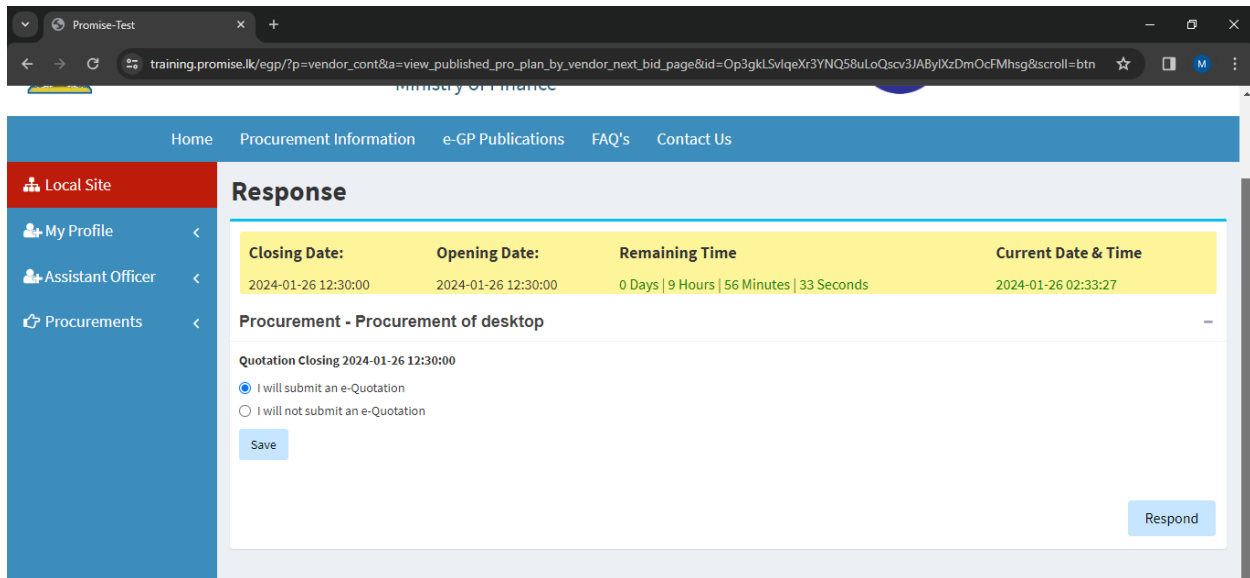 Promise-Test
training.promise.lk/egp/?p=vendor_cont&a=view_published_pro_plan_by_vendor_next_bid_page&id=Op3gkLSvlqeXr3YNQ58uLoQscv3JAByIXzDmOcFMhsg&scroll=btn
M
Ministry of Finance
Home Procurement Information e-GP Publications FAQ's Contact Us
Local Site
Response
My Profile
Closing Date: Opening Date: Remaining Time Current Date & Time
Assistant Officer
2024-01-26 12:30:00 2024-01-26 12:30:00 0 Days | 9 Hours | 56 Minutes | 33 Seconds 2024-01-26 02:33:27
Procurements
Procurement - Procurement of desktop
Quotation Closing 2024-01-26 12:30:00
I will submit an e-Quotation
I will not submit an e-Quotation
Save
Respond